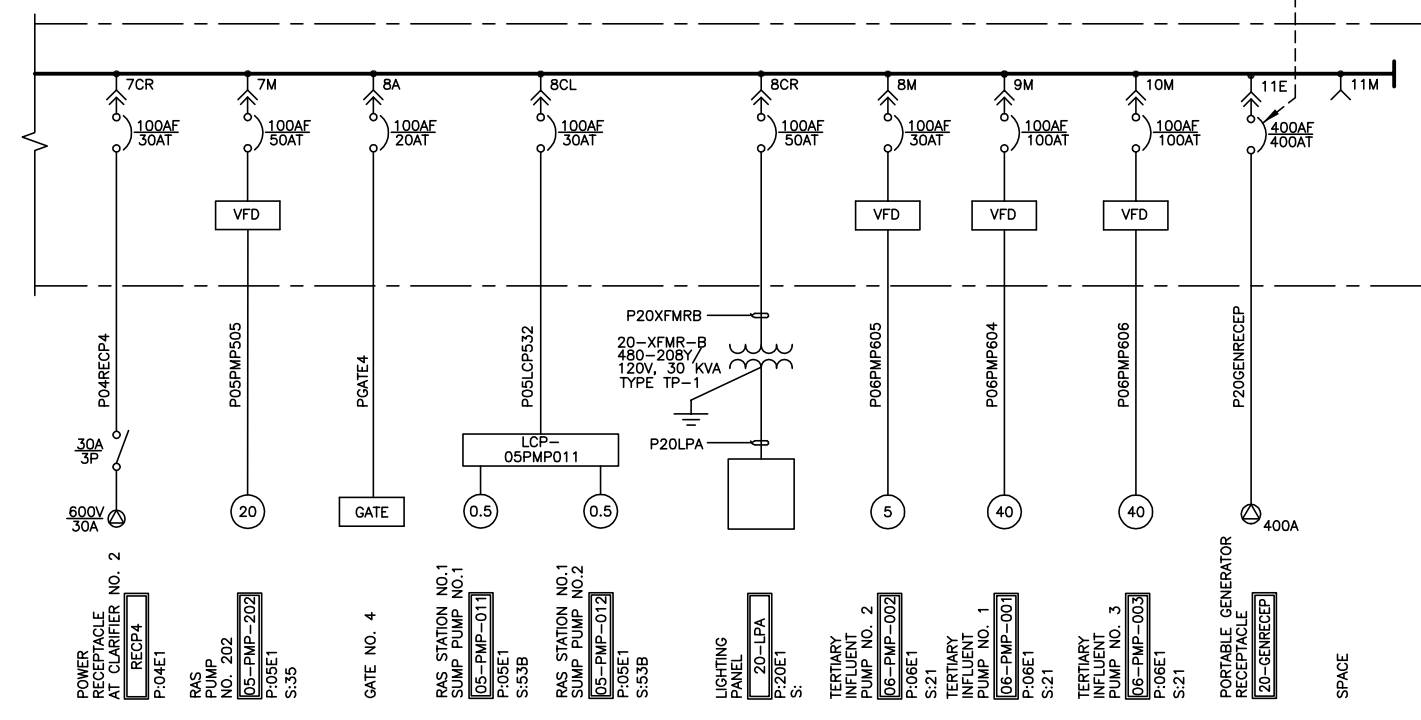 7CR
7M
8A
8CL
8CR
8M
9M
10M
11E
11M
100AF
30AT
100AF
50AT
100AF
20AT
100AF
30AT
100AF
50AT
100AF
30AT
100AF
100AT
100AF
100AT
400AF
400AT
VFD
VFD
VFD
VFD
P04RECP4
P05PMP505
PGATE4
P05LCP532
P20XFMRB
20-XFMR-B
480-208Y/
120V, 30 KVA
TYPE TP-1
P20LPA
P06PMP605
P06PMP604
P06PMP606
P20GENRECEP
30A
3P
LCP-
05PMP011
600V
30A
20
GATE
0.5
0.5
5
40
40
400A
POWER
RECEPTACLE
AT CLARIFIER NO. 2
RECP4
P:04E1
RAS
PUMP
NO. 202
05-PMP-202
P:05E1
S:35
GATE NO. 4
RAS STATION NO.1
SUMP PUMP NO.1
05-PMP-011
P:05E1
S:53B
RAS STATION NO.1
SUMP PUMP NO.2
05-PMP-012
P:05E1
S:53B
LIGHTING
PANEL
20-LPA
P:20E1
S:
TERTIARY
INFLUENT
PUMP NO. 2
06-PMP-002
P:06E1
S:21
TERTIARY
INFLUENT
PUMP NO. 1
06-PMP-001
P:06E1
S:21
TERTIARY
INFLUENT
PUMP NO. 3
06-PMP-003
P:06E1
S:21
PORTABLE GENERATOR
RECEPTACLE
20-GENRECEP
SPACE